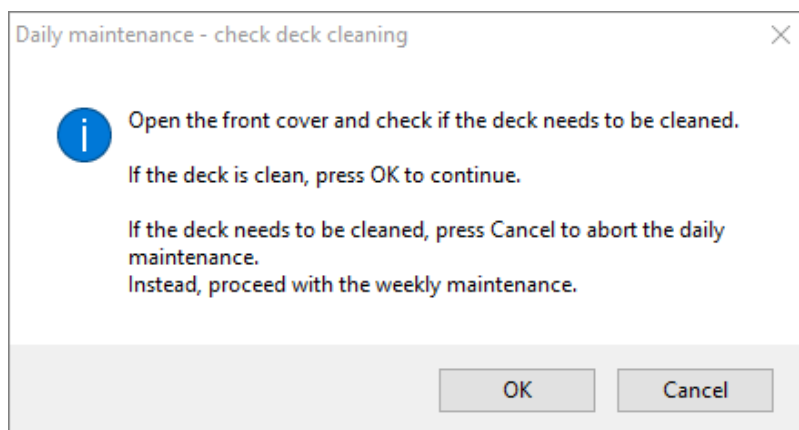 Daily maintenance - check deck cleaning
Open the front cover and check if the deck needs to be cleaned.
If the deck is clean, press OK to continue.
If the deck needs to be cleaned, press Cancel to abort the daily
maintenance.
Instead, proceed with the weekly maintenance.
OK
Cancel